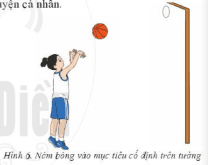 uyện cá nhân.
Hình 5. Ném bóng vào mục tiêu cố định trên tường